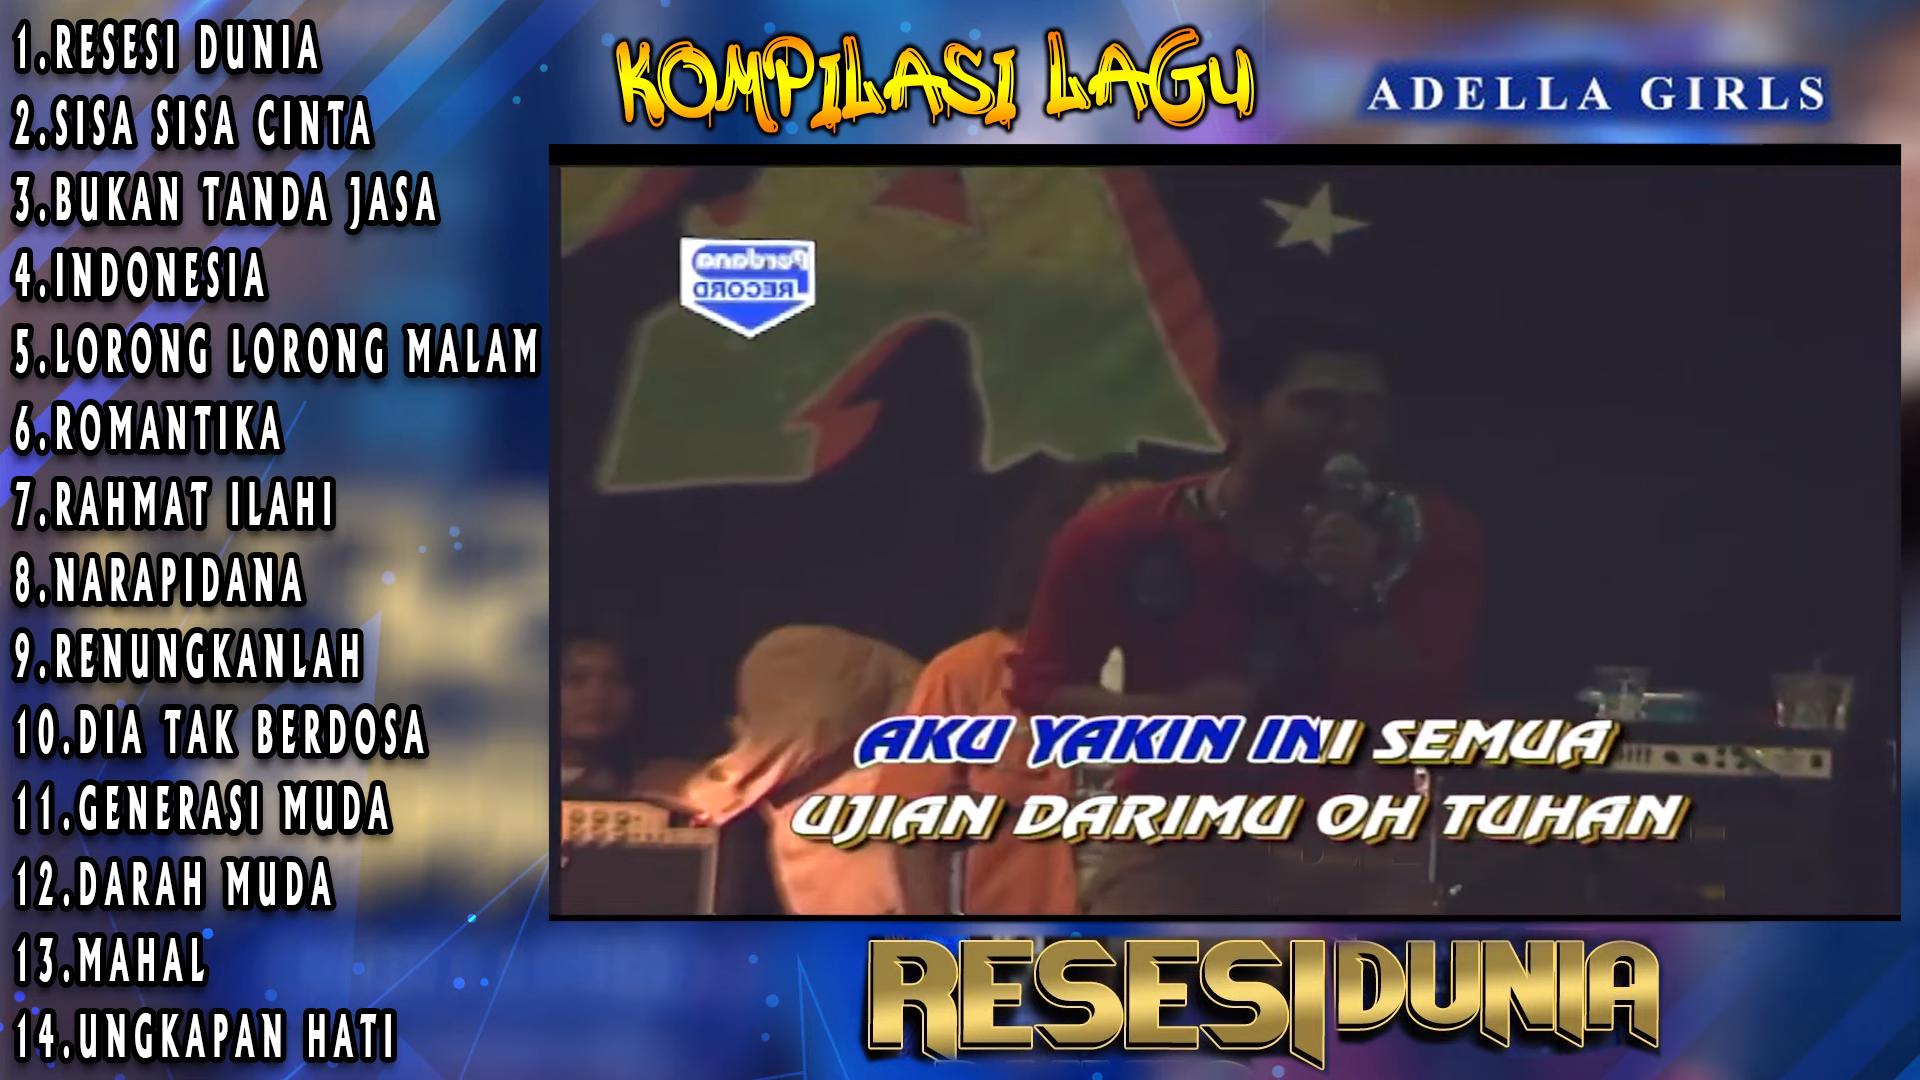 1.RESESI DUNIA
2.SISA SISA CINTA
3.BUKAN TANDA JASA
4.INDONESIA
5.LORONG LORONG MALAM
6.ROMANTIKA
7.RAHMAT ILAHI
8.NARAPIDANA
9.RENUNGKANLAH
10.DIA TAK BERDOSA
11.GENERASI MUDA
12.DARAH MUDA
13.MAHAL
14.UNGKAPAN HATI
KOMPILASI LAGU
ADELLA GIRLS
Perdana
RECORD
AKU YAKIN INI SEMUA
UJIAN DARIMU OH TUHAN
RESESI DUNIA